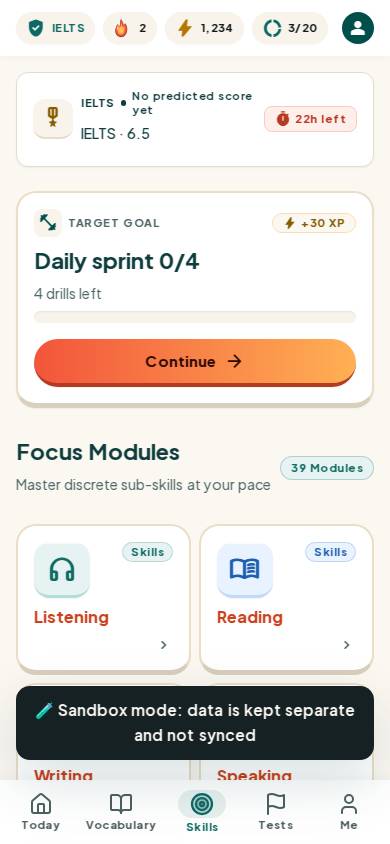 IELTS 2 1,234 3/20
IELTS • No predicted score yet
IELTS · 6.5
22h left
TARGET GOAL +30 XP
Daily sprint 0/4
4 drills left
Continue →
Focus Modules
Master discrete sub-skills at your pace
39 Modules
Skills
Listening
Skills
Reading
🧪 Sandbox mode: data is kept separate
and not synced
Writing Speaking
Today Vocabulary Skills Tests Me